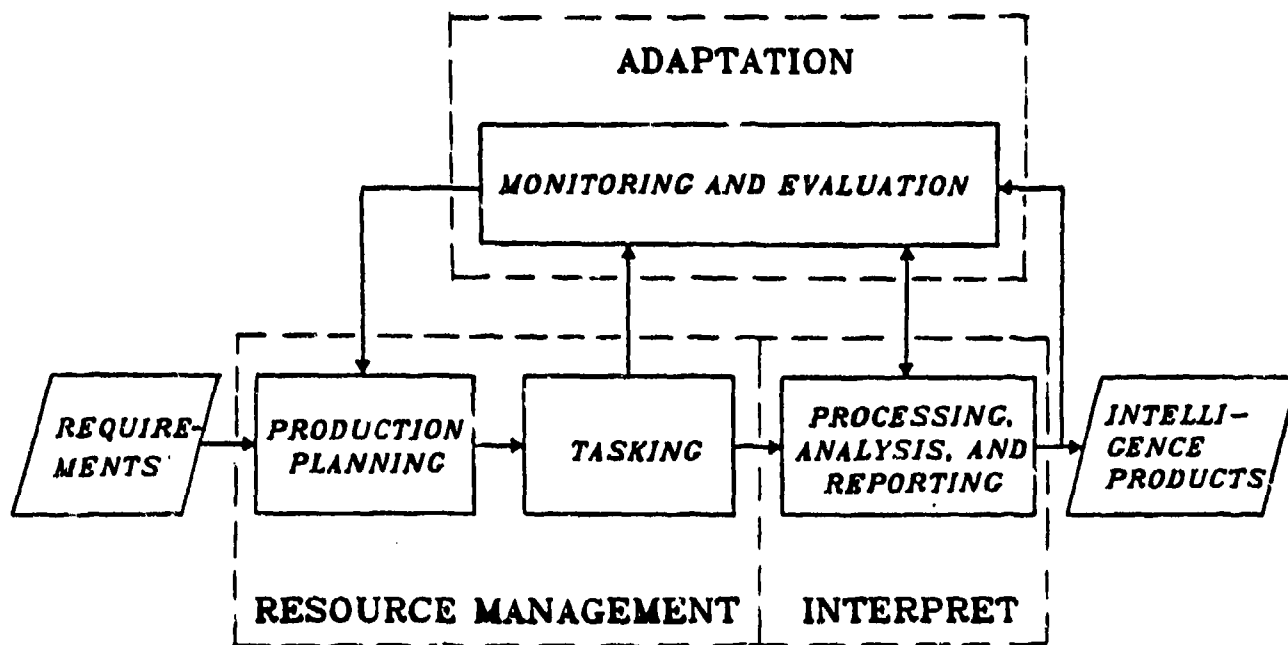 ADAPTATION
MONITORING AND EVALUATION
REQUIRE-
MENTS
PRODUCTION
PLANNING
TASKING
PROCESSING,
ANALYSIS, AND
REPORTING
INTELLI-
GENCE
PRODUCTS
RESOURCE MANAGEMENT
INTERPRET